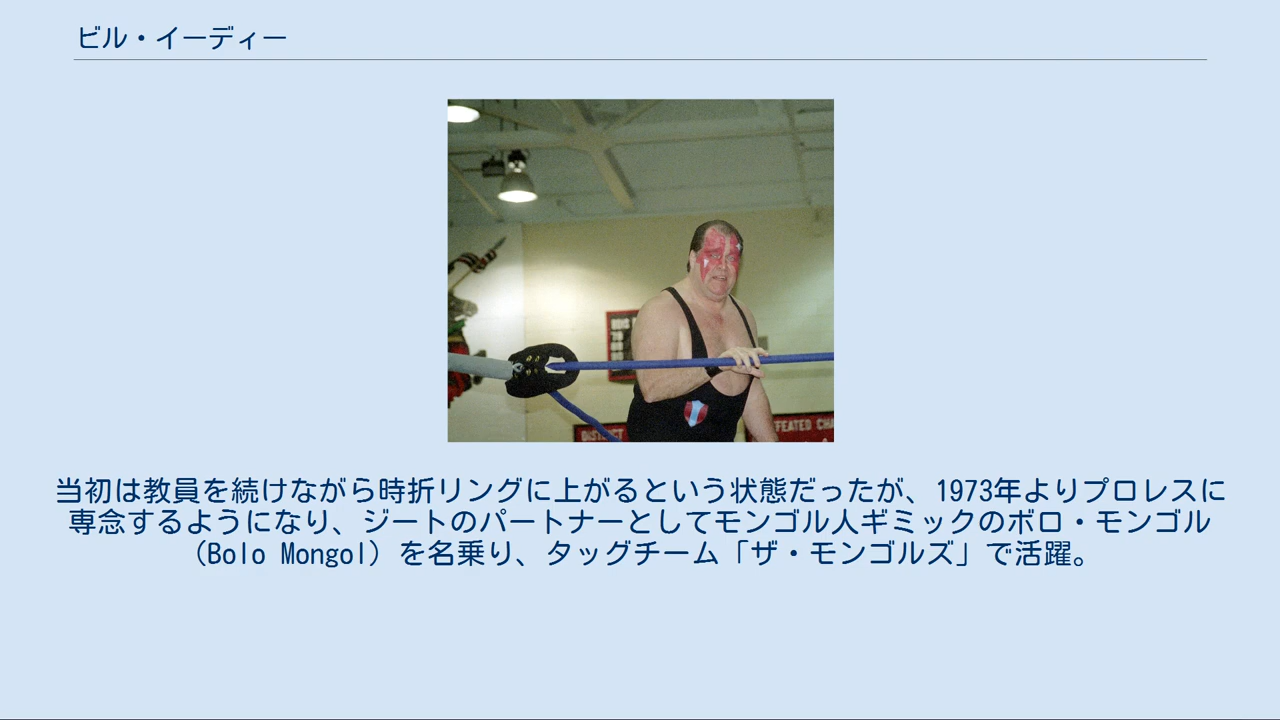 ビル・イーディー
DISTRICT
EFEATED CHA
当初は教員を続けながら時折リングに上がるという状態だったが、1973年よりプロレスに
専念するようになり、ジートのパートナーとしてモンゴル人ギミックのボロ・モンゴル
（Bolo Mongol）を名乗り、タッグチーム「ザ・モンゴルズ」で活躍。